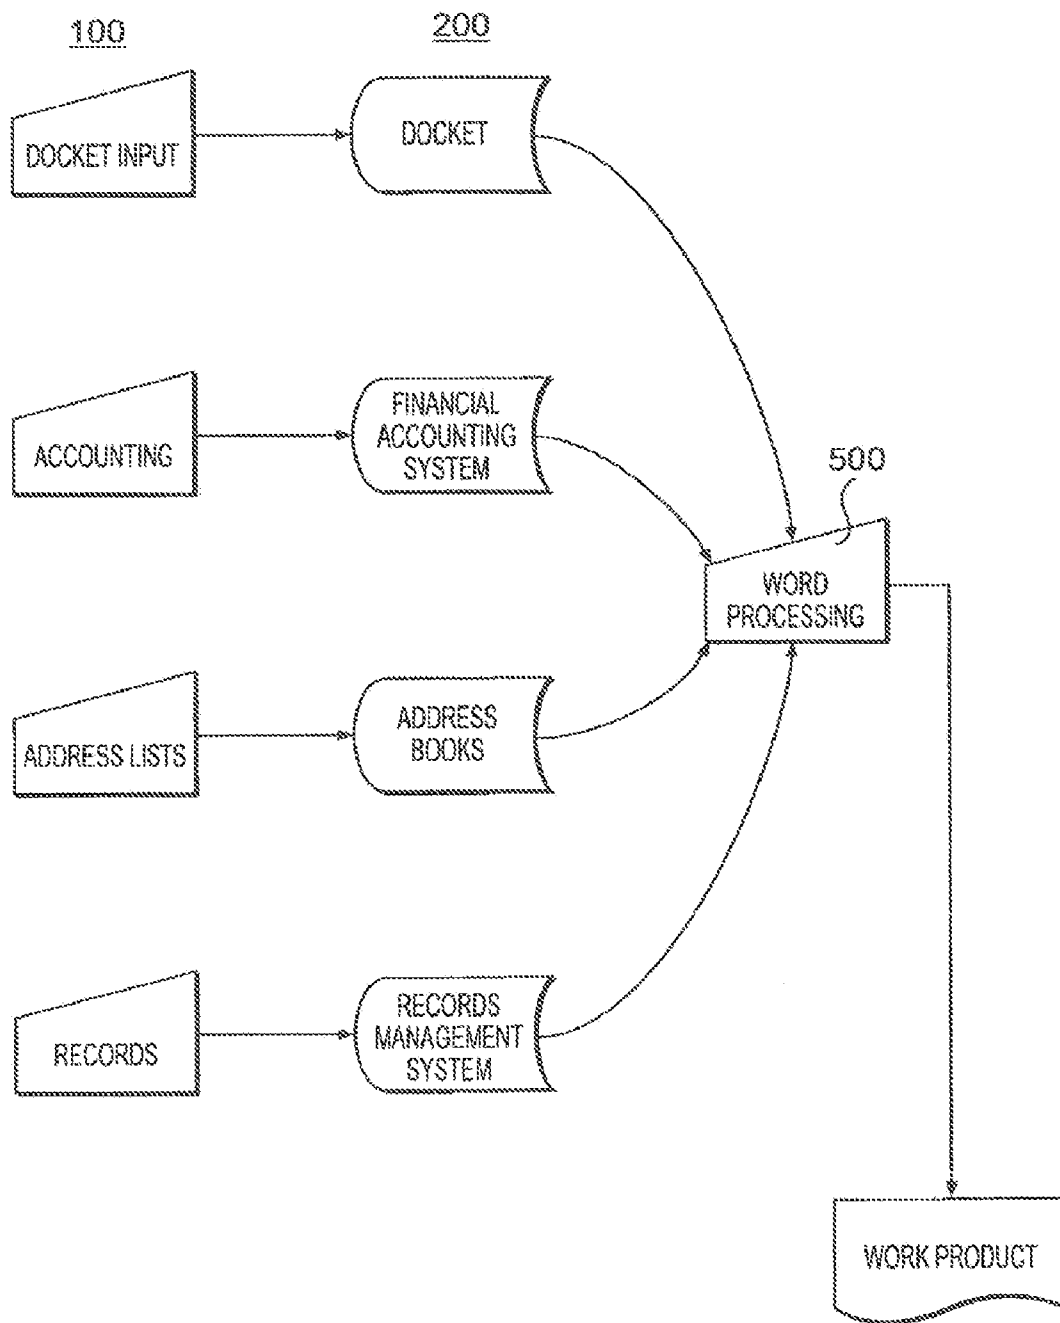 100
200
DOCKET INPUT
DOCKET
ACCOUNTING
FINANCIAL
ACCOUNTING
SYSTEM
500
WORD
PROCESSING
ADDRESS LISTS
ADDRESS
BOOKS
RECORDS
RECORDS
MANAGEMENT
SYSTEM
WORK PRODUCT